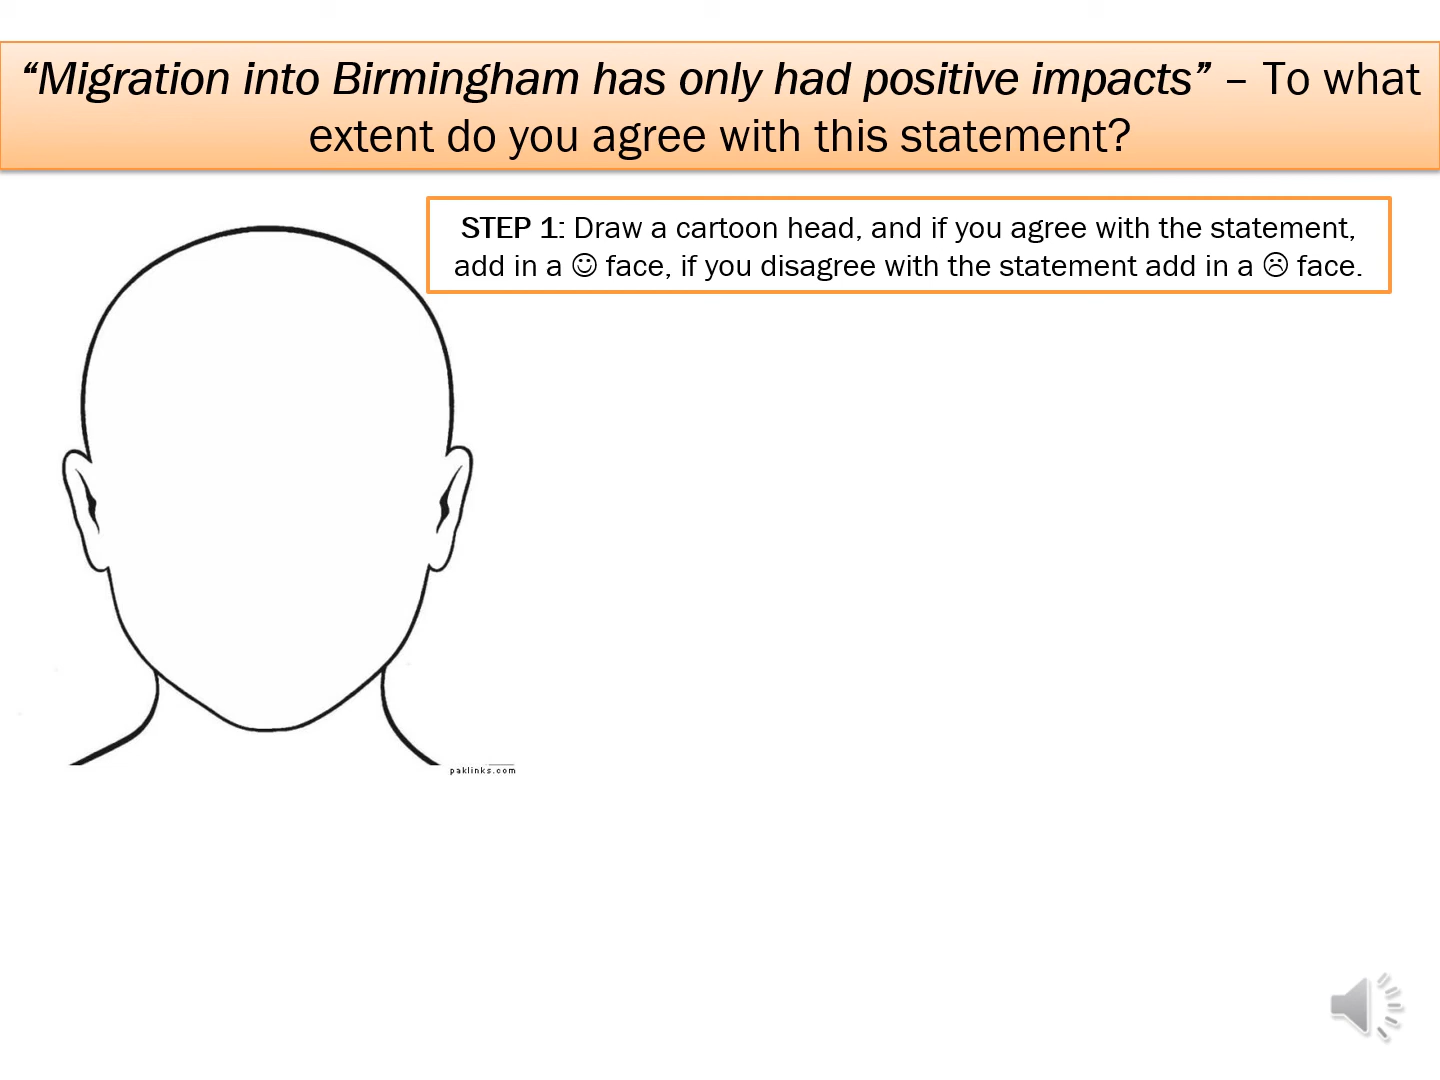 “Migration into Birmingham has only had positive impacts” – To what
extent do you agree with this statement?
STEP 1: Draw a cartoon head, and if you agree with the statement,
add in a ☺ face, if you disagree with the statement add in a ☹ face.
paklinks.com